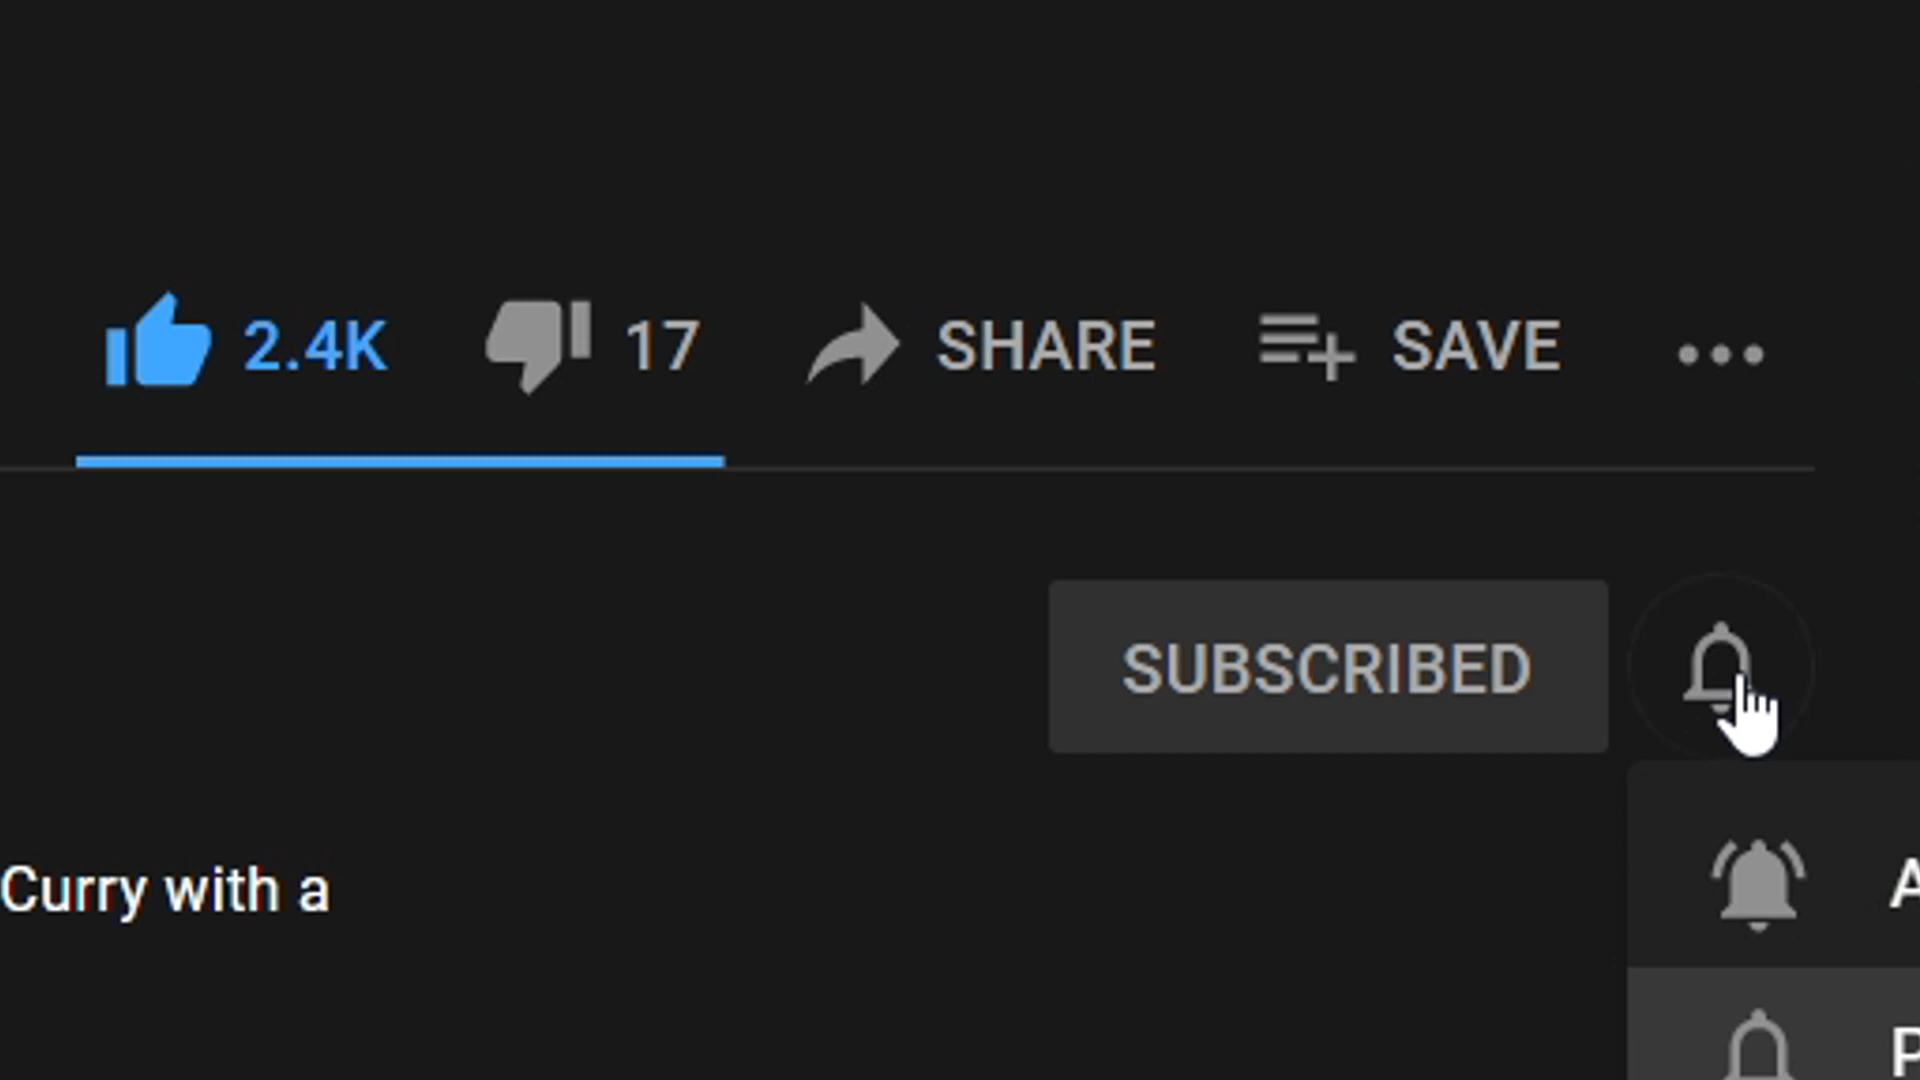 2.4K 17 SHARE SAVE
SUBSCRIBED
Curry with a
A
P